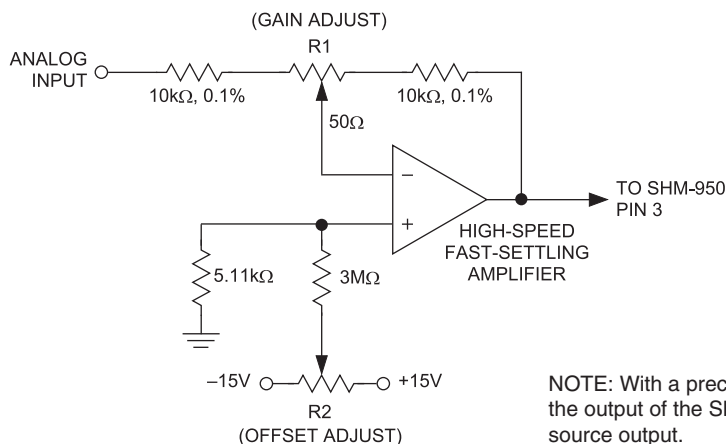 (GAIN ADJUST)
R1
ANALOG
INPUT
10kΩ, 0.1%
10kΩ, 0.1%
50Ω
−
+
TO SHM-950
PIN 3
HIGH-SPEED
FAST-SETTLING
AMPLIFIER
5.11kΩ
3MΩ
–15V
+15V
R2
(OFFSET ADJUST)
NOTE: With a prec
the output of the S
source output.